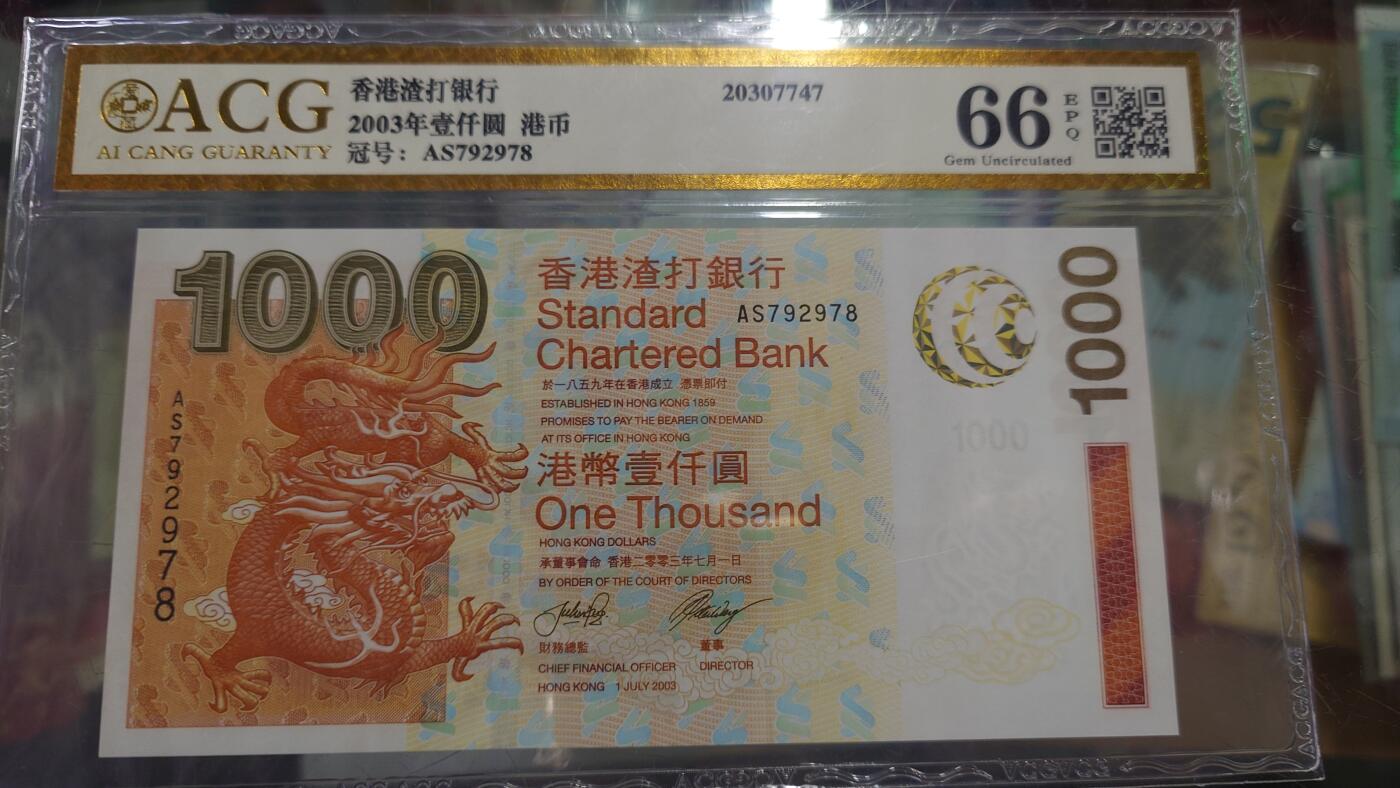 ACG
AI CANG GUARANTY
香港渣打银行
2003年壹仟圆 港币
冠号：AS792978
20307747
66
EPQ
Gem Uncirculated
1000
香港渣打銀行
Standard
AS792978
Chartered Bank
於一八五九年在香港成立 憑票即付
ESTABLISHED IN HONG KONG 1859
PROMISES TO PAY THE BEARER ON DEMAND
AT ITS OFFICE IN HONG KONG
港幣壹仟圓
One Thousand
HONG KONG DOLLARS
承董事會命 香港二零零三年七月一日
BY ORDER OF THE COURT OF DIRECTORS
財務總監 董事
CHIEF FINANCIAL OFFICER DIRECTOR
HONG KONG 1 JULY 2003
AS792978
1000
1000